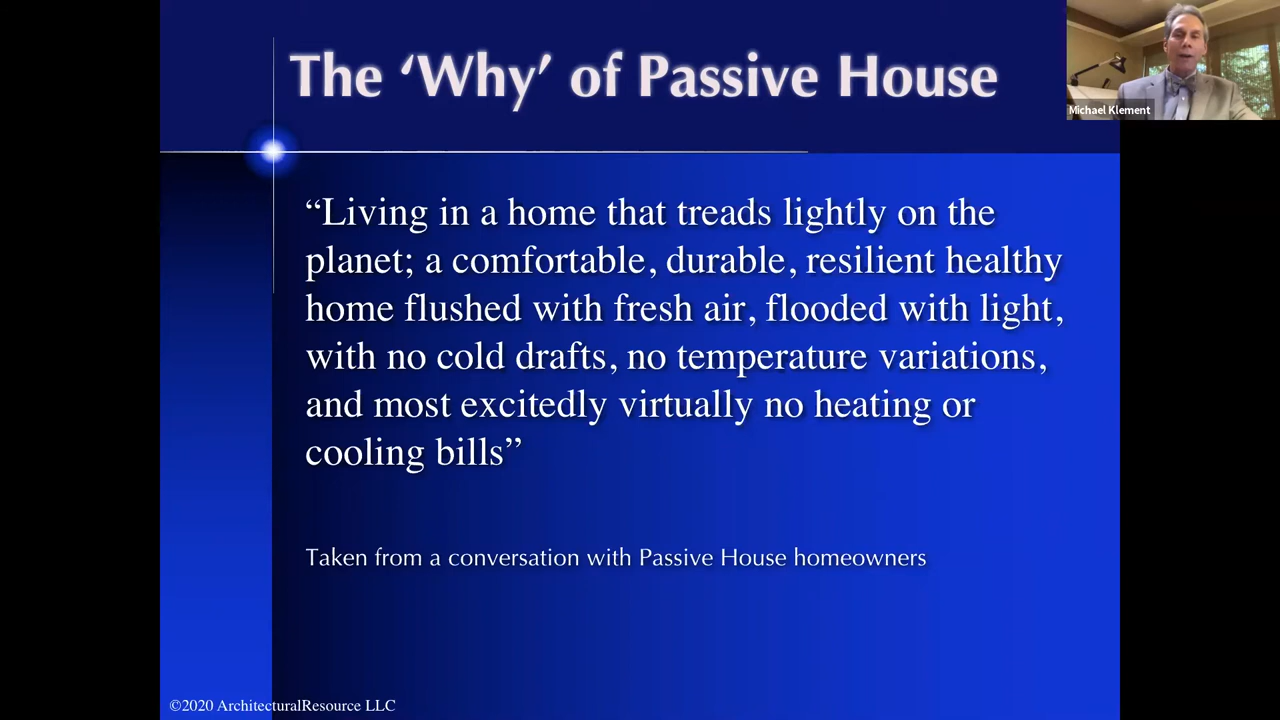 The ‘Why’ of Passive House
Michael Klement
“Living in a home that treads lightly on the
planet; a comfortable, durable, resilient healthy
home flushed with fresh air, flooded with light,
with no cold drafts, no temperature variations,
and most excitedly virtually no heating or
cooling bills”
Taken from a conversation with Passive House homeowners
©2020 ArchitecturalResource LLC